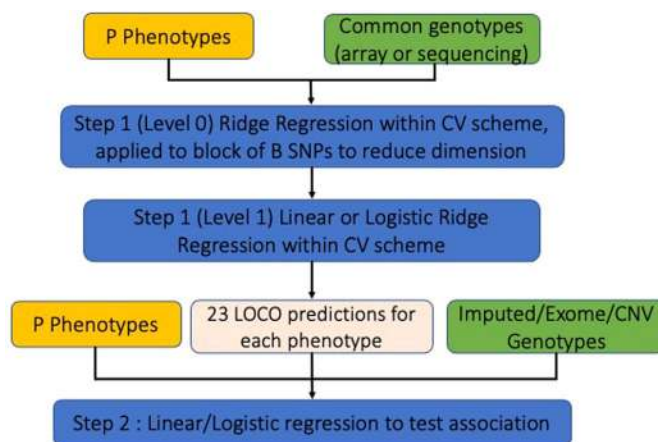 P Phenotypes
Common genotypes
(array or sequencing)
Step 1 (Level 0) Ridge Regression within CV scheme,
applied to block of B SNPs to reduce dimension
Step 1 (Level 1) Linear or Logistic Ridge
Regression within CV scheme
P Phenotypes
23 LOCO predictions for
each phenotype
Imputed/Exome/CNV
Genotypes
Step 2 : Linear/Logistic regression to test association